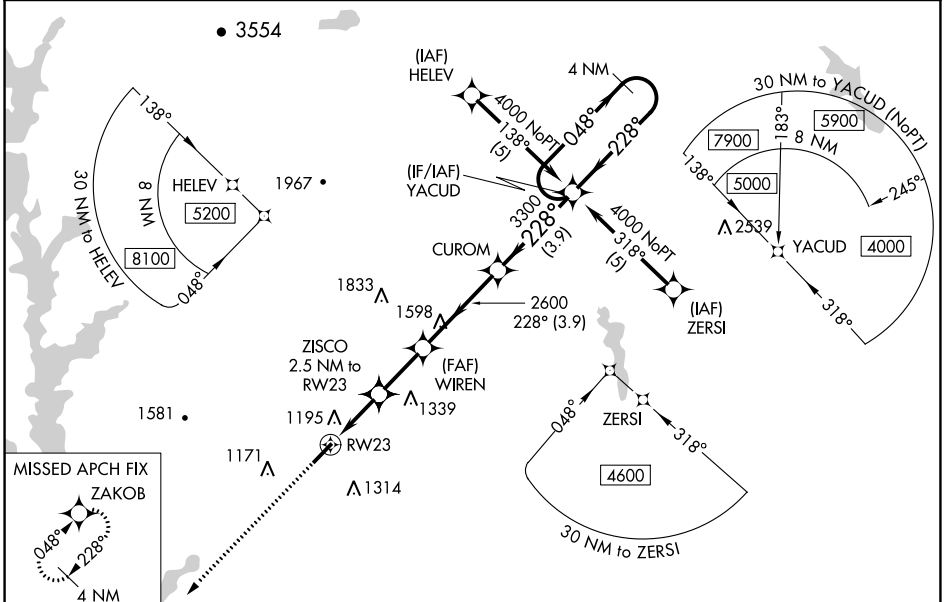 3554
(IAF)
HELEV
4 NM
4000 NoPT
138°
(5)
048°
228°
30 NM to YACUD (NoPT)
5900
183°
7900
8 NM
138°
5000
245°
2539
YACUD
4000
318°
138°
HELEV
8 NM
5200
30 NM to HELEV
8100
048°
1967
(IF/IAF)
YACUD
3300
228°
(3.9)
4000 NoPT
318°
(5)
CUROM
(IAF)
ZERSI
1833
1598
2600
228° (3.9)
ZISCO
2.5 NM to
RW23
(FAF)
WIREN
1339
1195
1581
RW23
1171
1314
048°
ZERSI
318°
4600
30 NM to ZERSI
MISSED APCH FIX
ZAKOB
048°
228°
4 NM